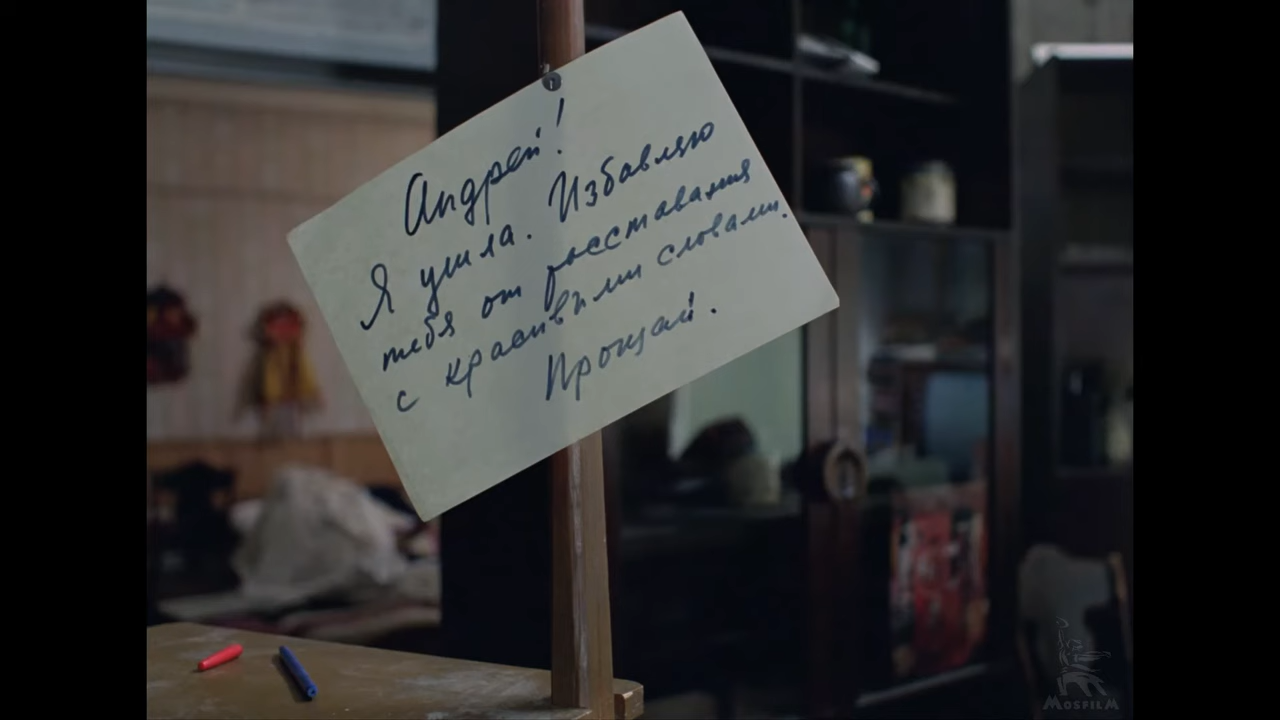 Андрей!
Я ушла. Избавляю
тебя от расставания
с красивыми словами.
Прощай.
MOSFILM